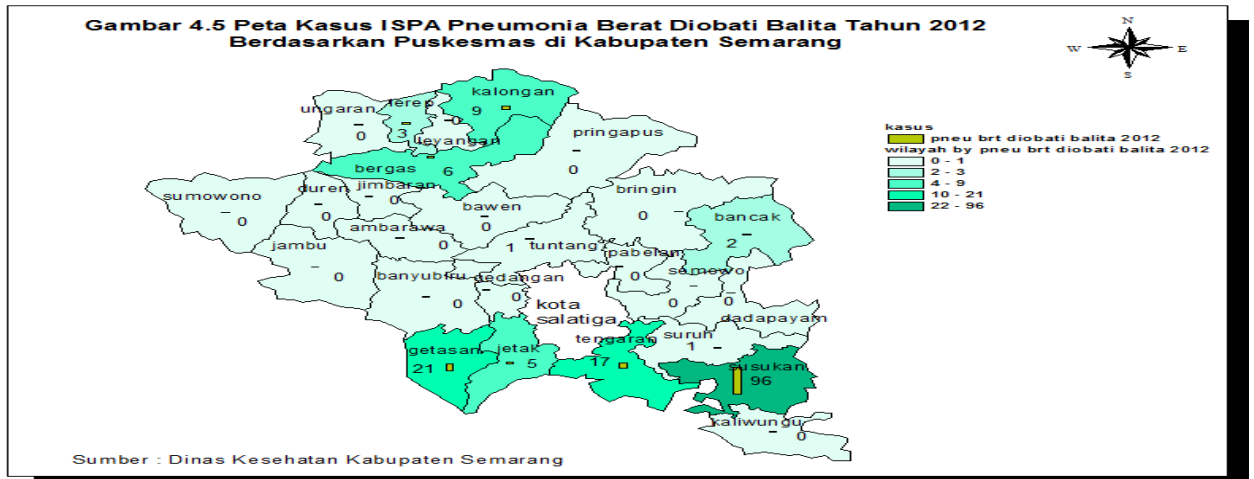 Gambar 4.5 Peta Kasus ISPA Pneumonia Berat Diobati Balita Tahun 2012
Berdasarkan Puskesmas di Kabupaten Semarang
N
W
E
S
kasus
pneu brt diobati balita 2012
wilayah by pneu brt diobati balita 2012
0 - 1
2 - 3
4 - 9
10 - 21
22 - 96
kalongan
9
ungaran
0
lerep
3
0
leyangan
pringapus
0
bergas
6
sumowono
0
duren
0
jimbaran
0
bawen
0
bringin
0
bancak
2
ambarawa
0
jambu
0
1
tuntang
pabelan
0
semowo
0
0
banyubiru
0
gedangan
0
kota
salatiga
dadapayam
getasan
21
jetak
5
tengaran
17
suruh
1
susukan
96
kaliwungu
0
Sumber : Dinas Kesehatan Kabupaten Semarang